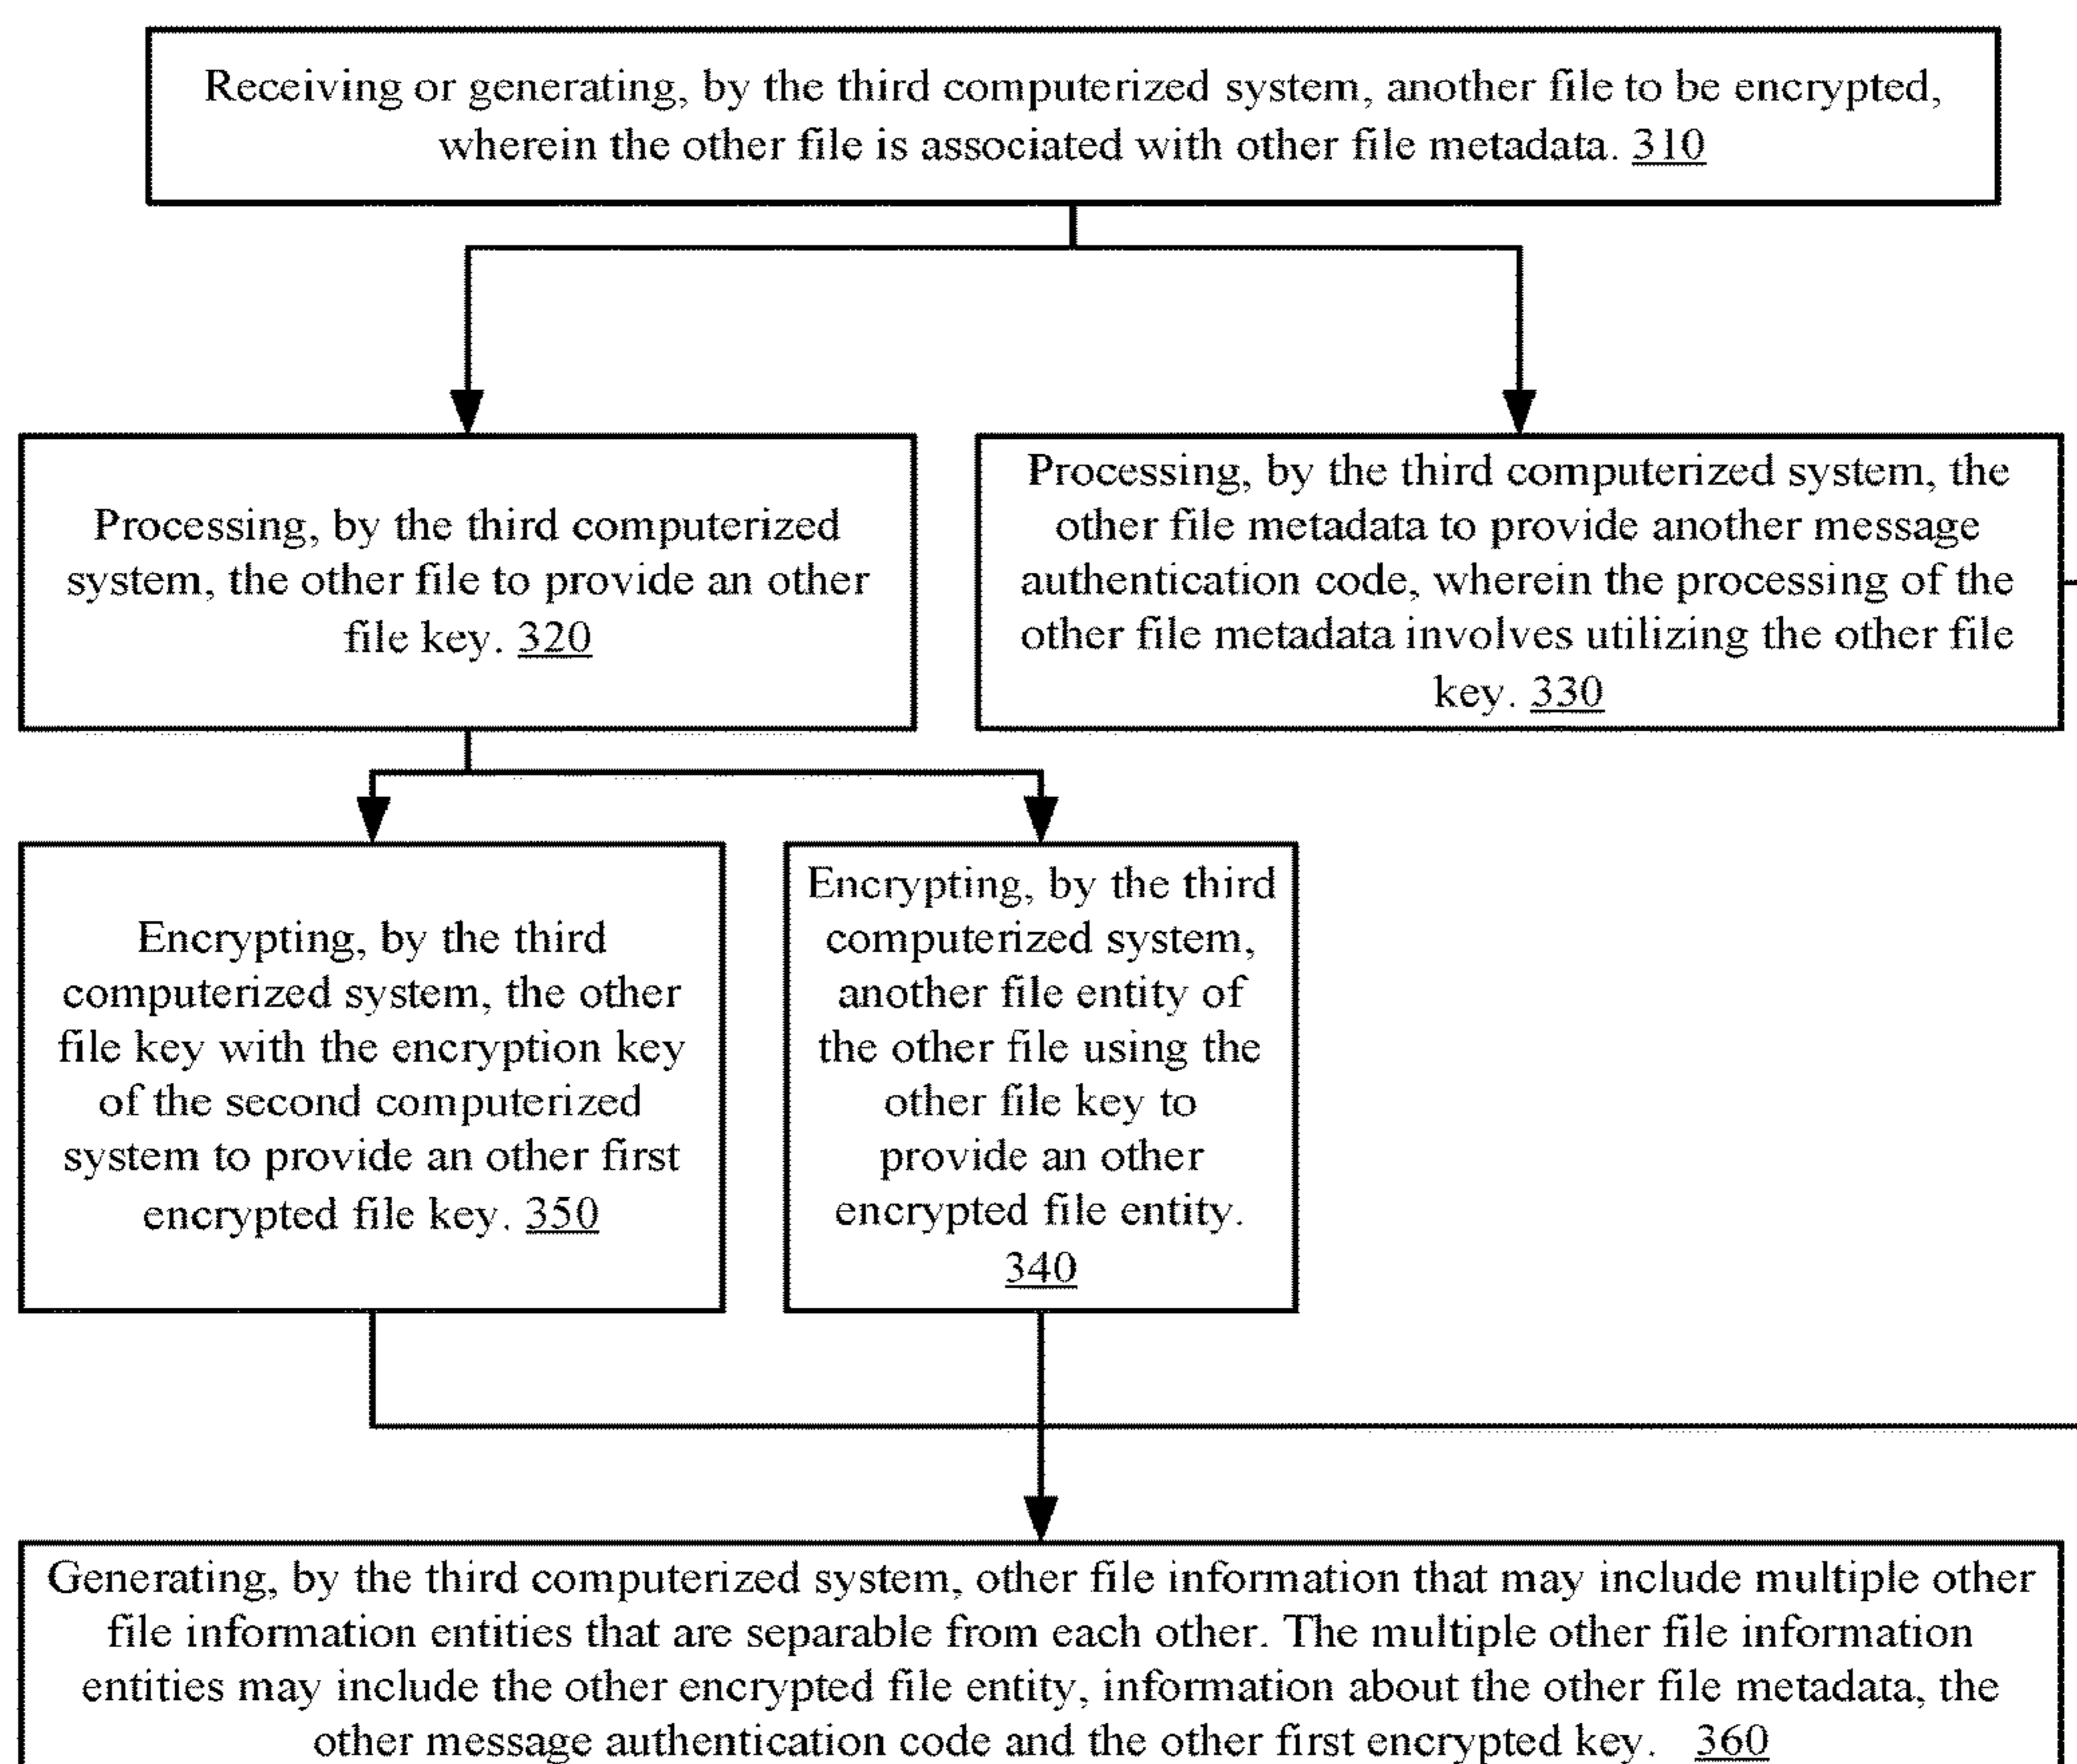 Receiving or generating, by the third computerized system, another file to be encrypted,
wherein the other file is associated with other file metadata. 310
Processing, by the third computerized
system, the other file to provide an other
file key. 320
Processing, by the third computerized system, the
other file metadata to provide another message
authentication code, wherein the processing of the
other file metadata involves utilizing the other file
key. 330
Encrypting, by the third
computerized system, the other
file key with the encryption key
of the second computerized
system to provide an other first
encrypted file key. 350
Encrypting, by the third
computerized system,
another file entity of
the other file using the
other file key to
provide an other
encrypted file entity.
340
Generating, by the third computerized system, other file information that may include multiple other
file information entities that are separable from each other. The multiple other file information
entities may include the other encrypted file entity, information about the other file metadata, the
other message authentication code and the other first encrypted key. 360